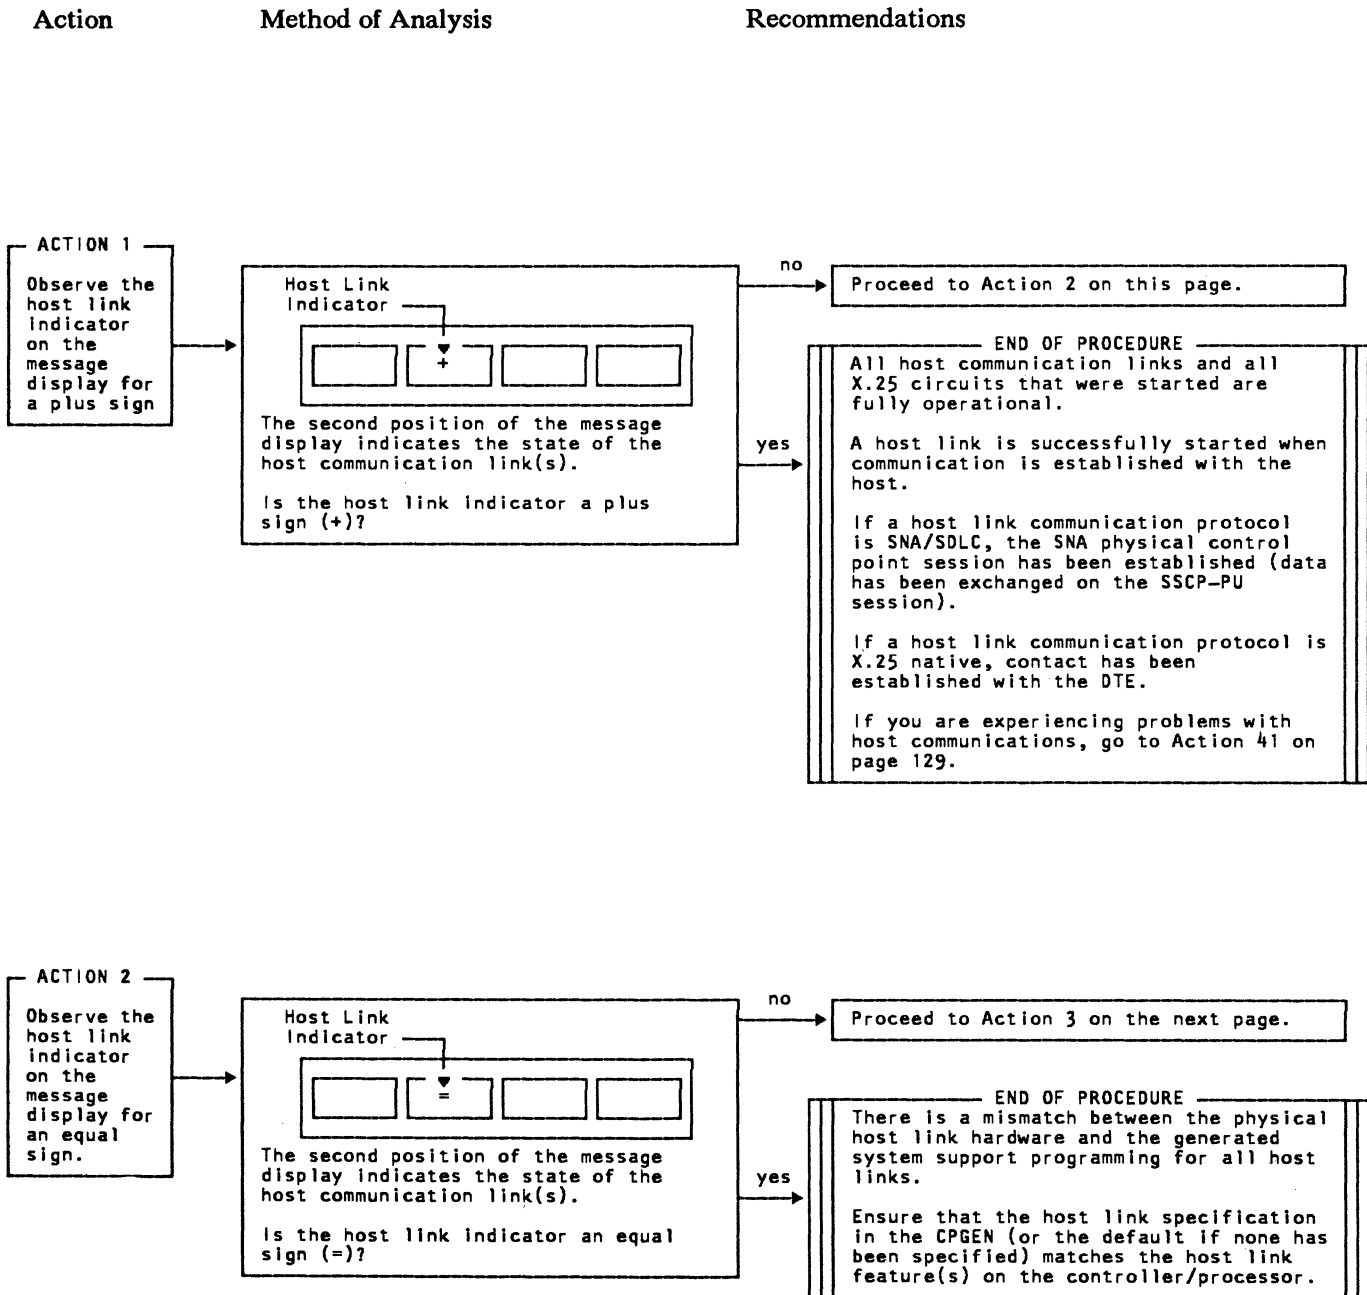 Action Method of Analysis Recommendations
ACTION 1
Observe the
host link
indicator
on the
message
display for
a plus sign
Host Link
Indicator
+
The second position of the message
display indicates the state of the
host communication link(s).
Is the host link indicator a plus
sign (+)?
no
Proceed to Action 2 on this page.
yes
END OF PROCEDURE
All host communication links and all
X.25 circuits that were started are
fully operational.
A host link is successfully started when
communication is established with the
host.
If a host link communication protocol
is SNA/SDLC, the SNA physical control
point session has been established (data
has been exchanged on the SSCP-PU
session).
If a host link communication protocol is
X.25 native, contact has been
established with the DTE.
If you are experiencing problems with
host communications, go to Action 41 on
page 129.
ACTION 2
Observe the
host link
indicator
on the
message
display for
an equal
sign.
Host Link
Indicator
=
The second position of the message
display indicates the state of the
host communication link(s).
Is the host link indicator an equal
sign (=)?
no
Proceed to Action 3 on the next page.
yes
END OF PROCEDURE
There is a mismatch between the physical
host link hardware and the generated
system support programming for all host
links.
Ensure that the host link specification
in the CPGEN (or the default if none has
been specified) matches the host link
feature(s) on the controller/processor.